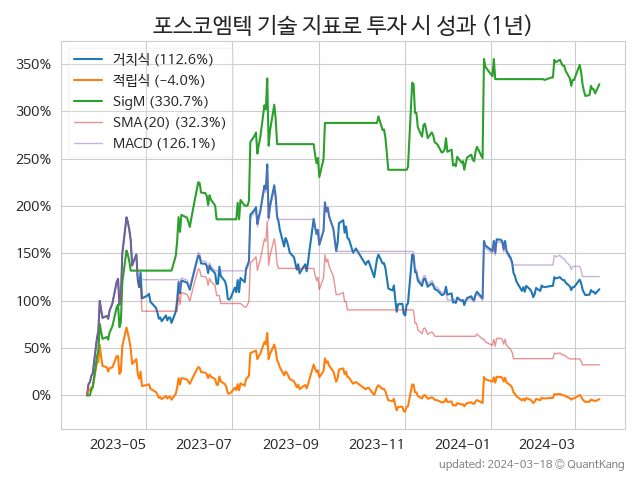 포스코엠텍 기술 지표로 투자 시 성과 (1년)
350%
300%
250%
200%
150%
100%
50%
0%
거치식 (112.6%)
적립식 (−4.0%)
SigM (330.7%)
SMA(20) (32.3%)
MACD (126.1%)
2023-05
2023-07
2023-09
2023-11
2024-01
2024-03
updated: 2024-03-18 © QuantKang